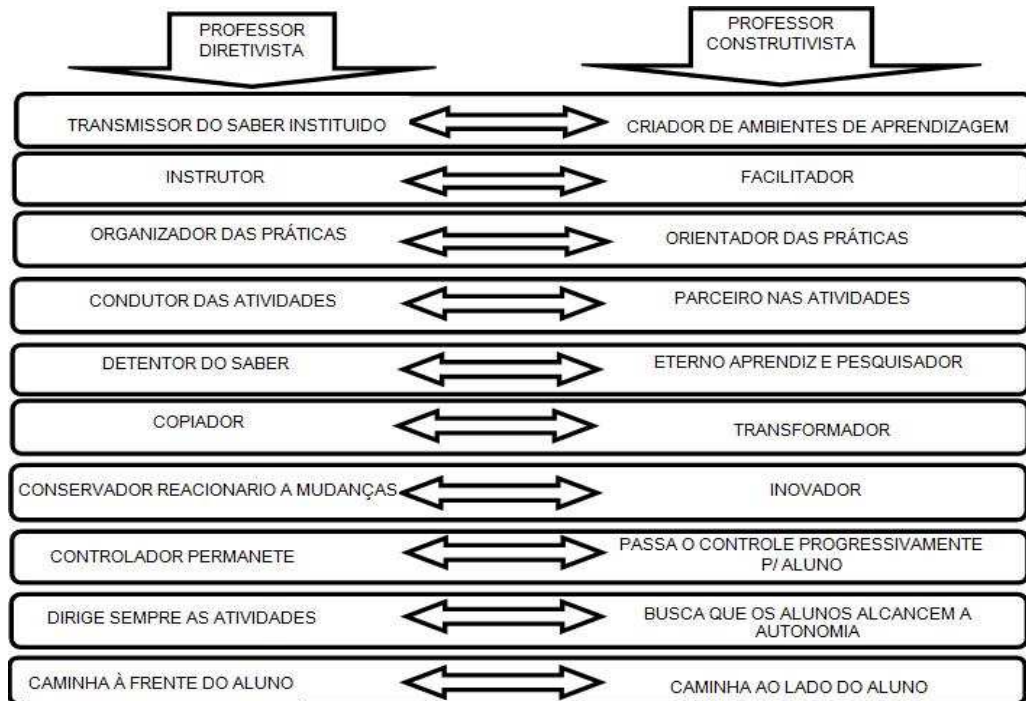 PROFESSOR
DIRETIVISTA
PROFESSOR
CONSTRUTIVISTA
TRANSMISSOR DO SABER INSTITUIDO
CRIADOR DE AMBIENTES DE APRENDIZAGEM
INSTRUTOR
FACILITADOR
ORGANIZADOR DAS PRÁTICAS
ORIENTADOR DAS PRÁTICAS
CONDUTOR DAS ATIVIDADES
PARCEIRO NAS ATIVIDADES
DETENTOR DO SABER
ETERNO APRENDIZ E PESQUISADOR
COPIADOR
TRANSFORMADOR
CONSERVADOR REACIONARIO A MUDANÇAS
INOVADOR
CONTROLADOR PERMANETE
PASSA O CONTROLE PROGRESSIVAMENTE
P/ ALUNO
DIRIGE SEMPRE AS ATIVIDADES
BUSCA QUE OS ALUNOS ALCANCEM A
AUTONOMIA
CAMINHA À FRENTE DO ALUNO
CAMINHA AO LADO DO ALUNO